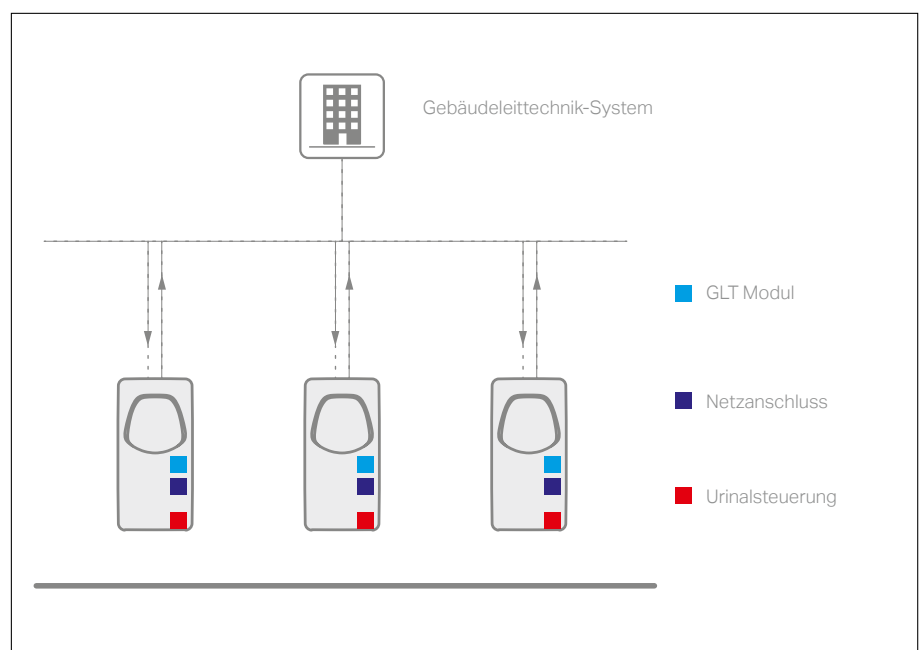 Gebäudeleittechnik-System
GLT Modul
Netzanschluss
Urinalsteuerung